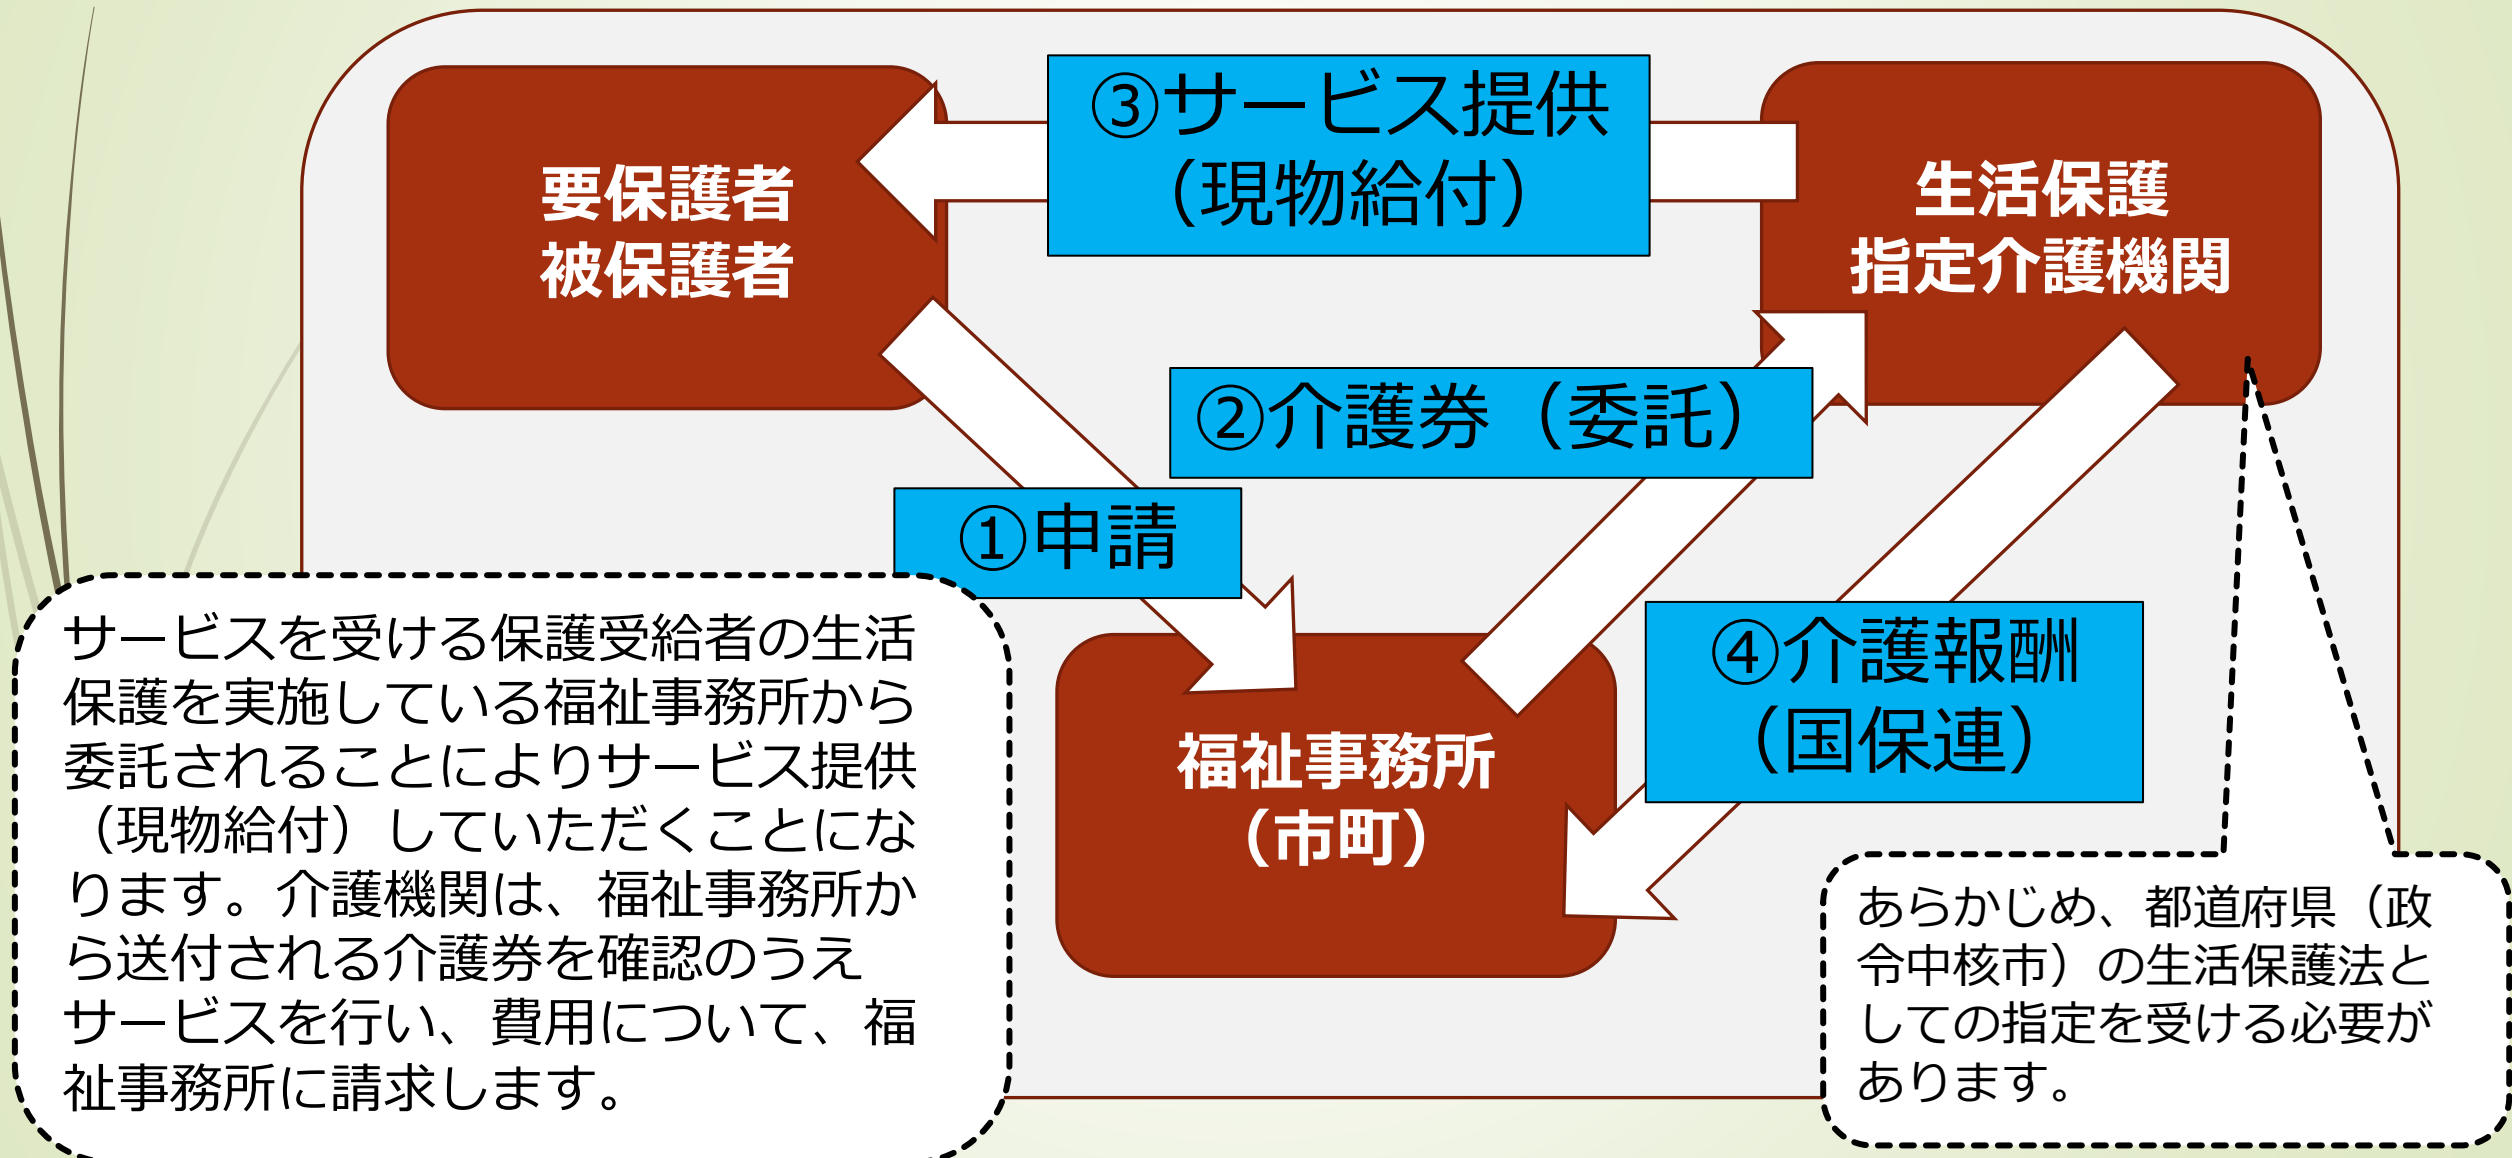 ③サービス提供
（現物給付）
要保護者
被保護者
生活保護
指定介護機関
②介護券（委託）
①申請
④介護報酬
（国保連）
福祉事務所
（市町）
サービスを受ける保護受給者の生活
保護を実施している福祉事務所から
委託されることによりサービス提供
（現物給付）していただくことにな
ります。介護機関は、福祉事務所か
ら送付される介護券を確認のうえ
サービスを行い、費用について、福
祉事務所に請求します。
あらかじめ、都道府県（政
令中核市）の生活保護法と
しての指定を受ける必要が
あります。